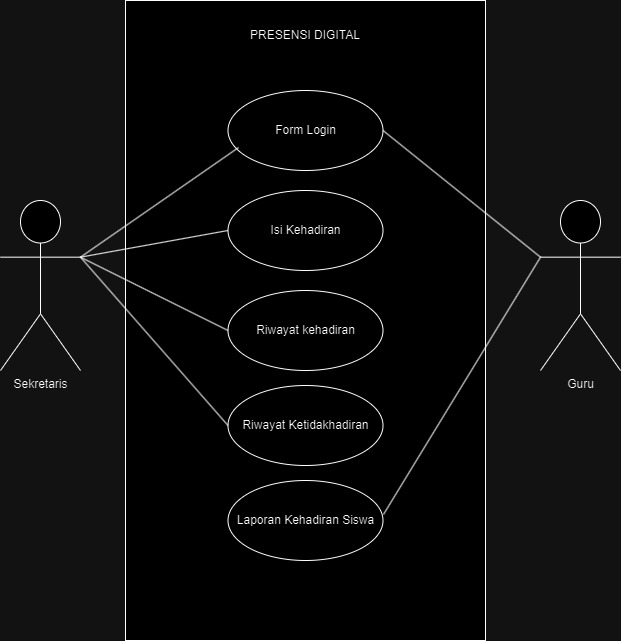 PRESENSI DIGITAL
Form Login
Isi Kehadiran
Riwayat kehadiran
Sekretaris
Guru
Riwayat Ketidakhadiran
Laporan Kehadiran Siswa